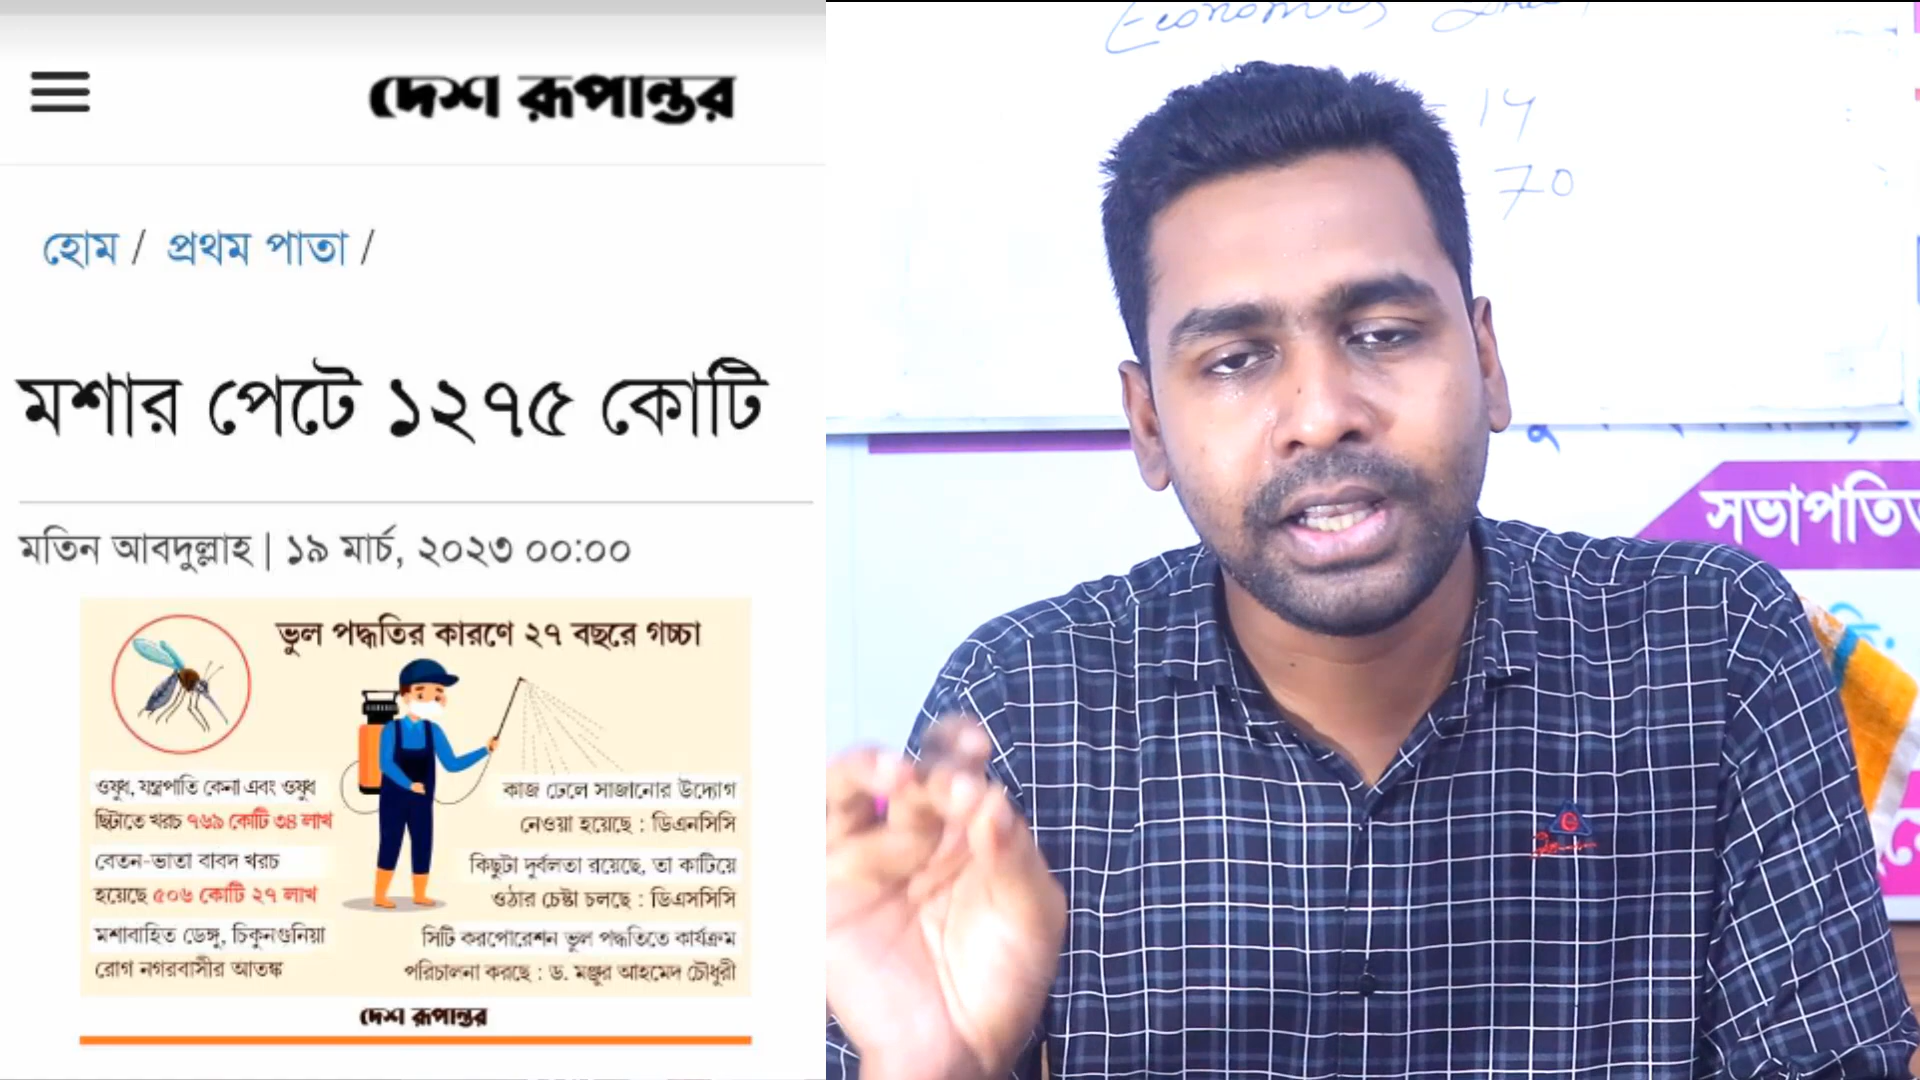 দেশ রূপান্তর
হোম / প্রথম পাতা /
মশার পেটে ১২৭৫ কোটি
মতিন আবদুল্লাহ | ১৯ মার্চ, ২০২৩ ০০:০০
ভুল পদ্ধতির কারণে ২৭ বছরে গচ্চা
ওষুধ, যন্ত্রপাতি কেনা এবং ওষুধ
ছিটাতে খরচ ৭৬৯ কোটি ৩৪ লাখ
বেতন-ভাতা বাবদ খরচ
হয়েছে ৫০৬ কোটি ২৭ লাখ
মশাবাহিত ডেঙ্গু, চিকুনগুনিয়া
রোগ নগরবাসীর আতঙ্ক
কাজ ঢেলে সাজানোর উদ্যোগ
নেওয়া হয়েছে : ডিএনসিসি
কিছুটা দুর্বলতা রয়েছে, তা কাটিয়ে
ওঠার চেষ্টা চলছে : ডিএসসিসি
সিটি করপোরেশন ভুল পদ্ধতিতে কার্যক্রম
পরিচালনা করছে : ড. মঞ্জুর আহমেদ চৌধুরী
দেশ রূপান্তর
Economics
14
70
সভাপতিত